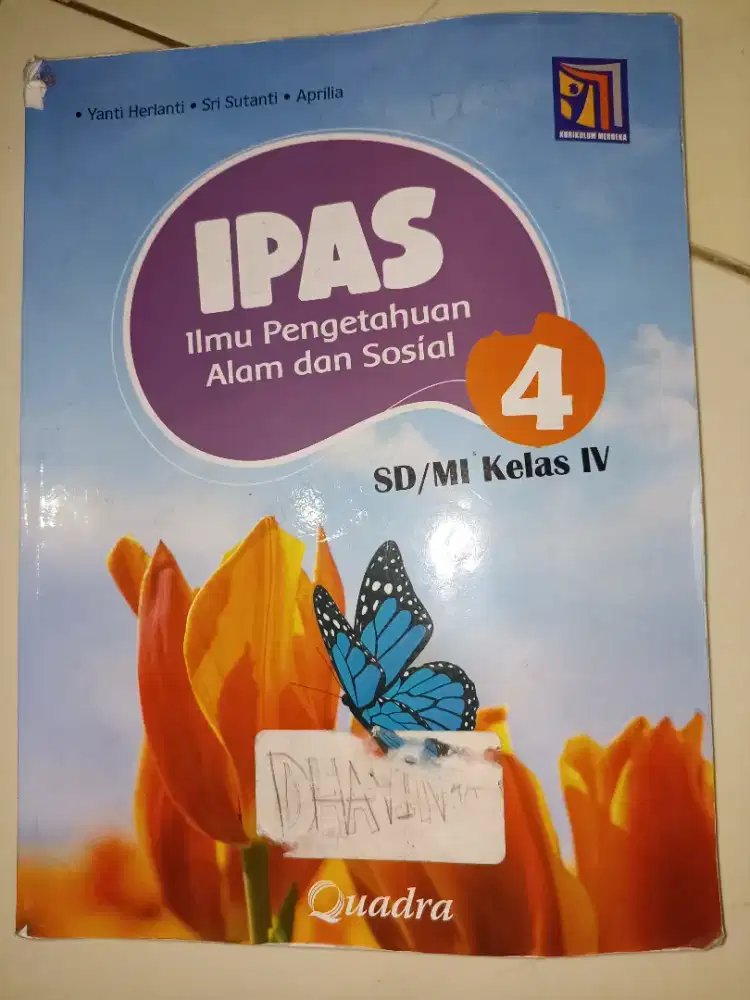 • Yanti Herlanti • Sri Sutanti • Aprilia
KURIKULUM MERDEKA
IPAS
Ilmu Pengetahuan
Alam dan Sosial
4
SD/MI Kelas IV
Quadra